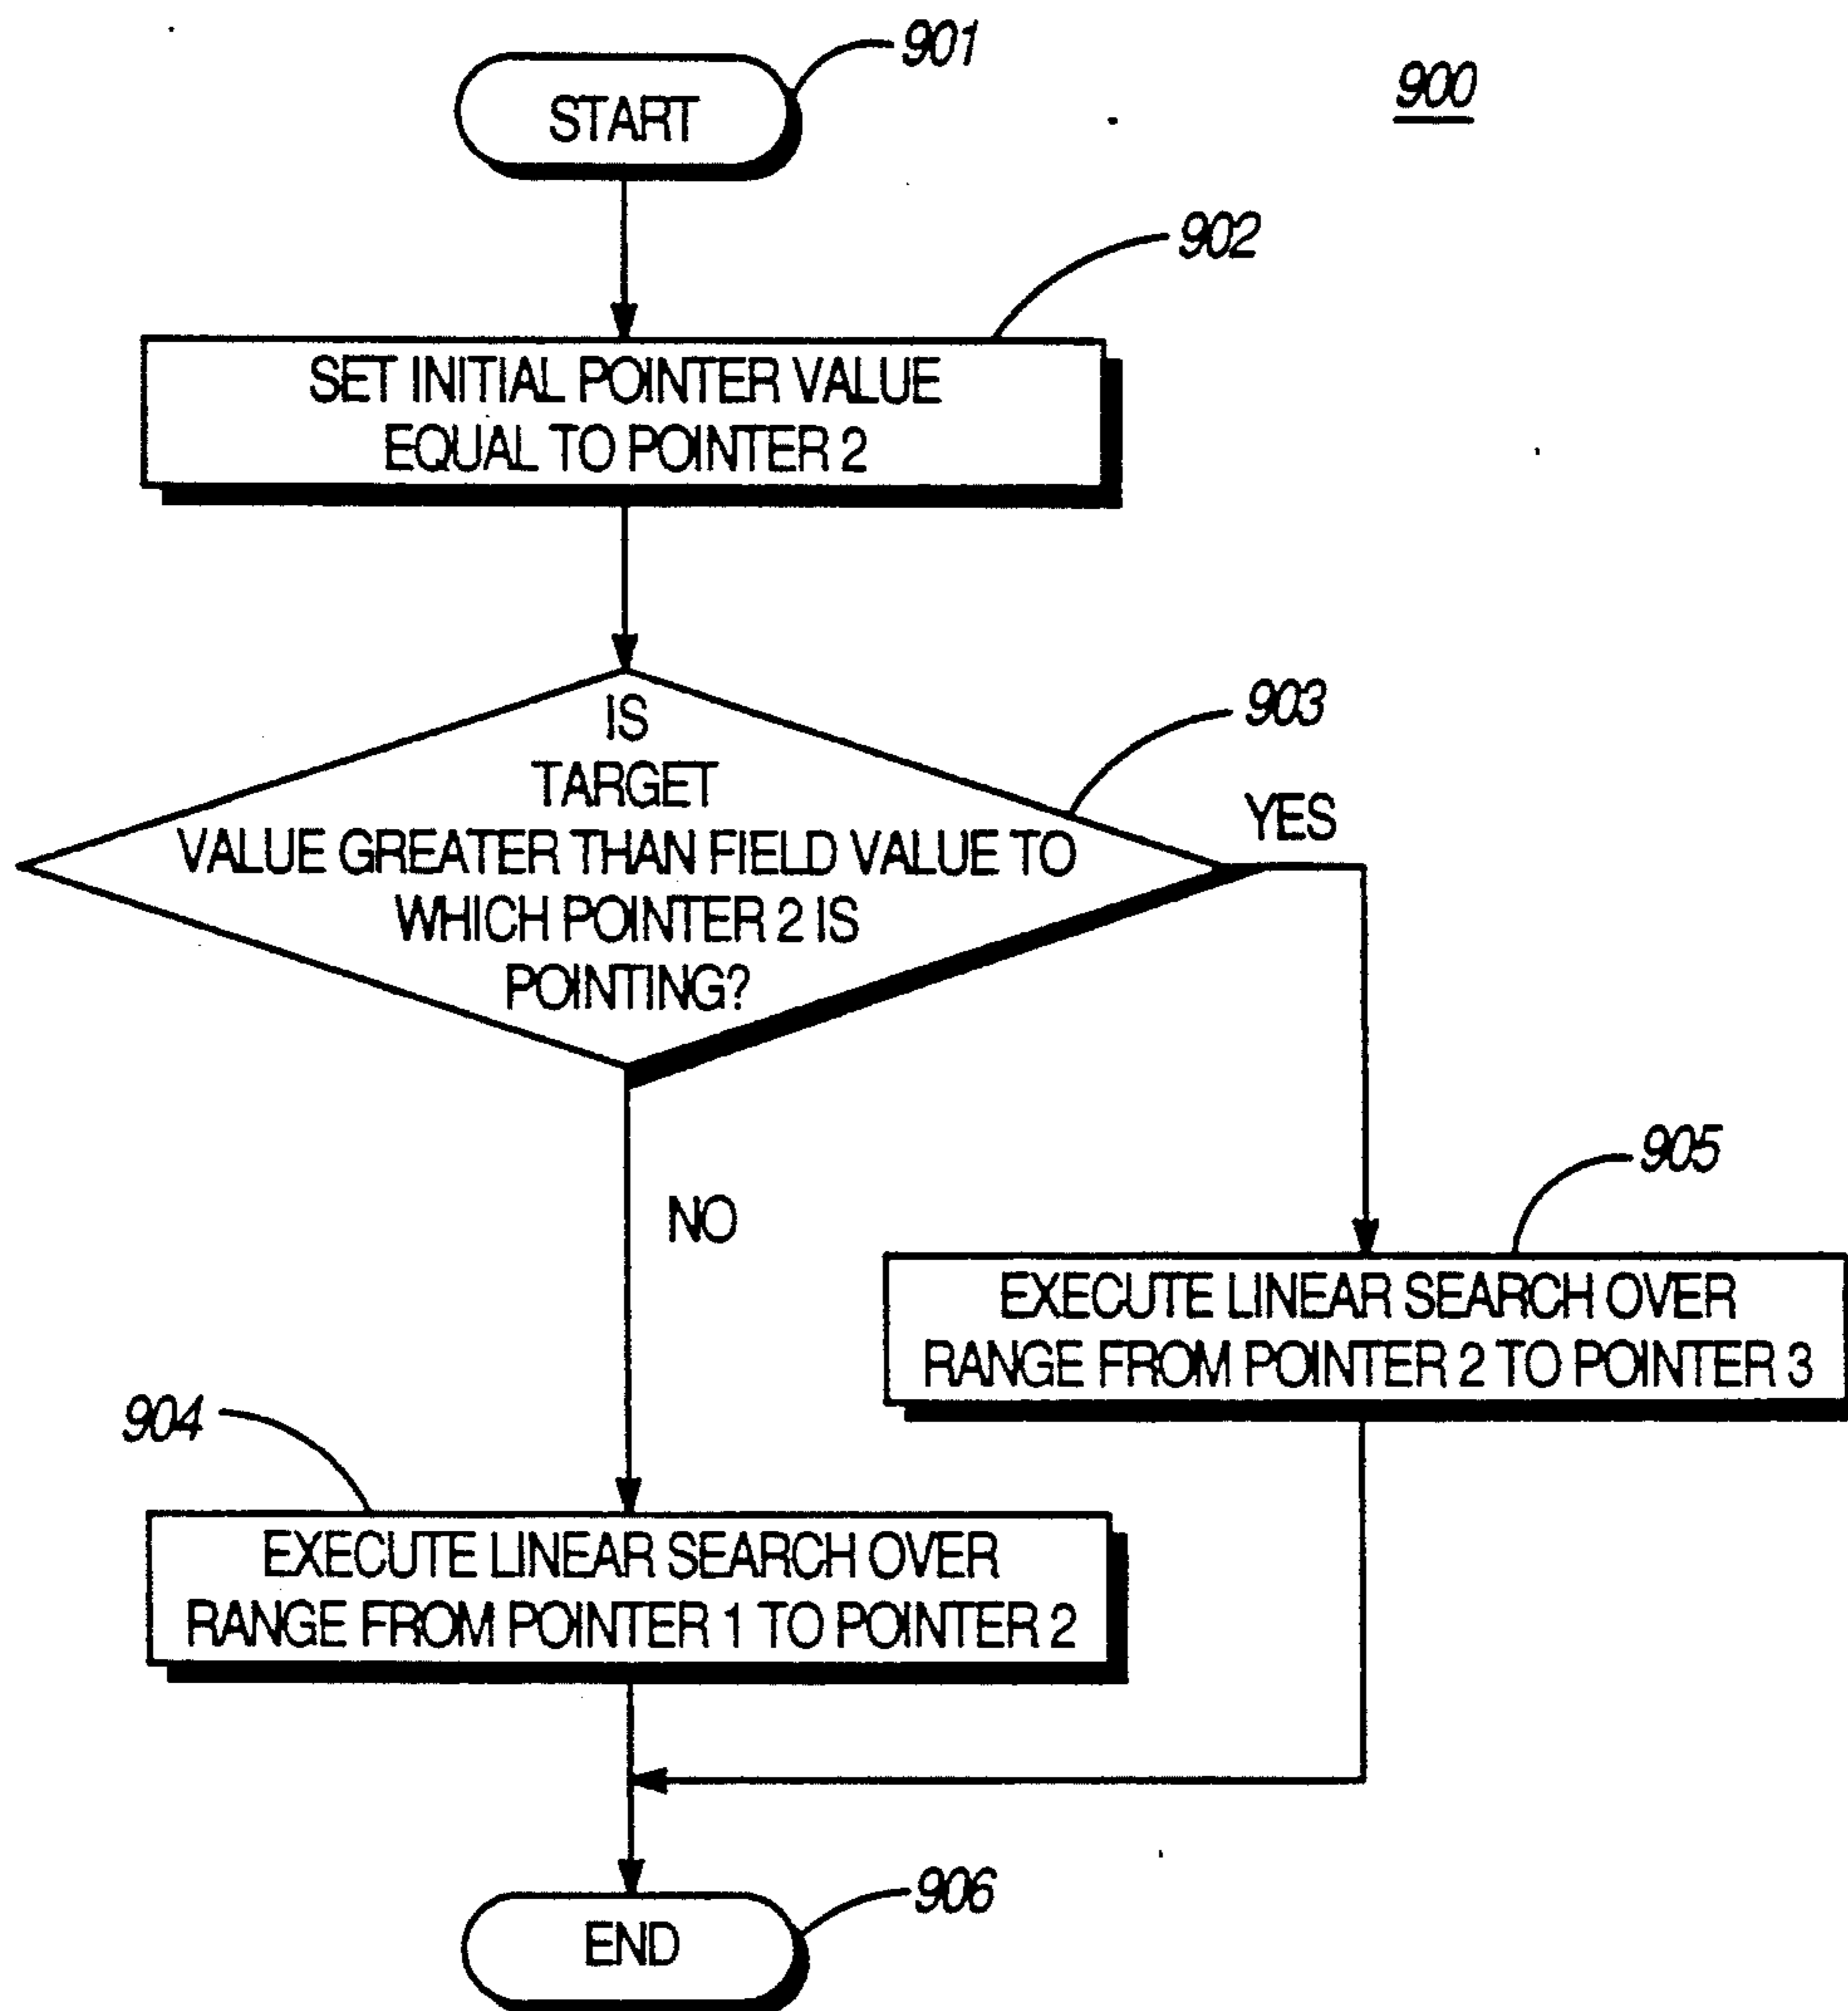 901
START
900
902
SET INITIAL POINTER VALUE
EQUAL TO POINTER 2
903
IS
TARGET
VALUE GREATER THAN FIELD VALUE TO
WHICH POINTER 2 IS
POINTING?
YES
NO
905
EXECUTE LINEAR SEARCH OVER
RANGE FROM POINTER 2 TO POINTER 3
904
EXECUTE LINEAR SEARCH OVER
RANGE FROM POINTER 1 TO POINTER 2
906
END